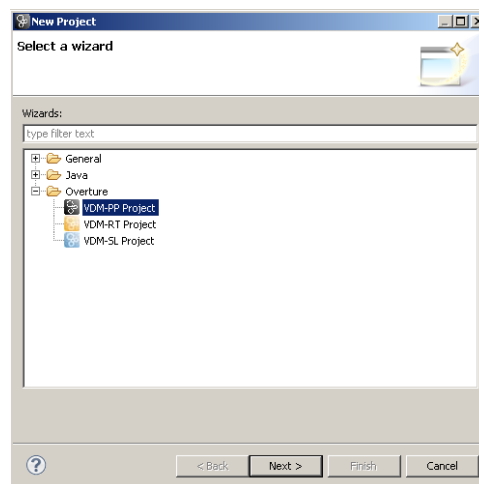 New Project
Select a wizard
Wizards:
type filter text
General
Java
Overture
VDM-PP Project
VDM-RT Project
VDM-SL Project
? < Back Next > Finish Cancel